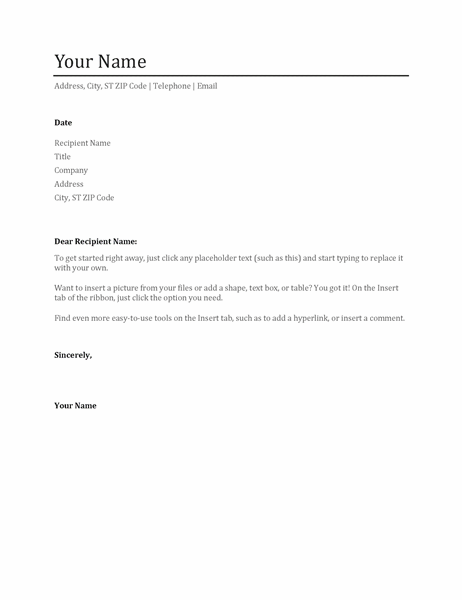 Your Name
Address, City, ST ZIP Code | Telephone | Email
Date
Recipient Name
Title
Company
Address
City, ST ZIP Code
Dear Recipient Name:
To get started right away, just click any placeholder text (such as this) and start typing to replace it
with your own.
Want to insert a picture from your files or add a shape, text box, or table? You got it! On the Insert
tab of the ribbon, just click the option you need.
Find even more easy-to-use tools on the Insert tab, such as to add a hyperlink, or insert a comment.
Sincerely,
Your Name